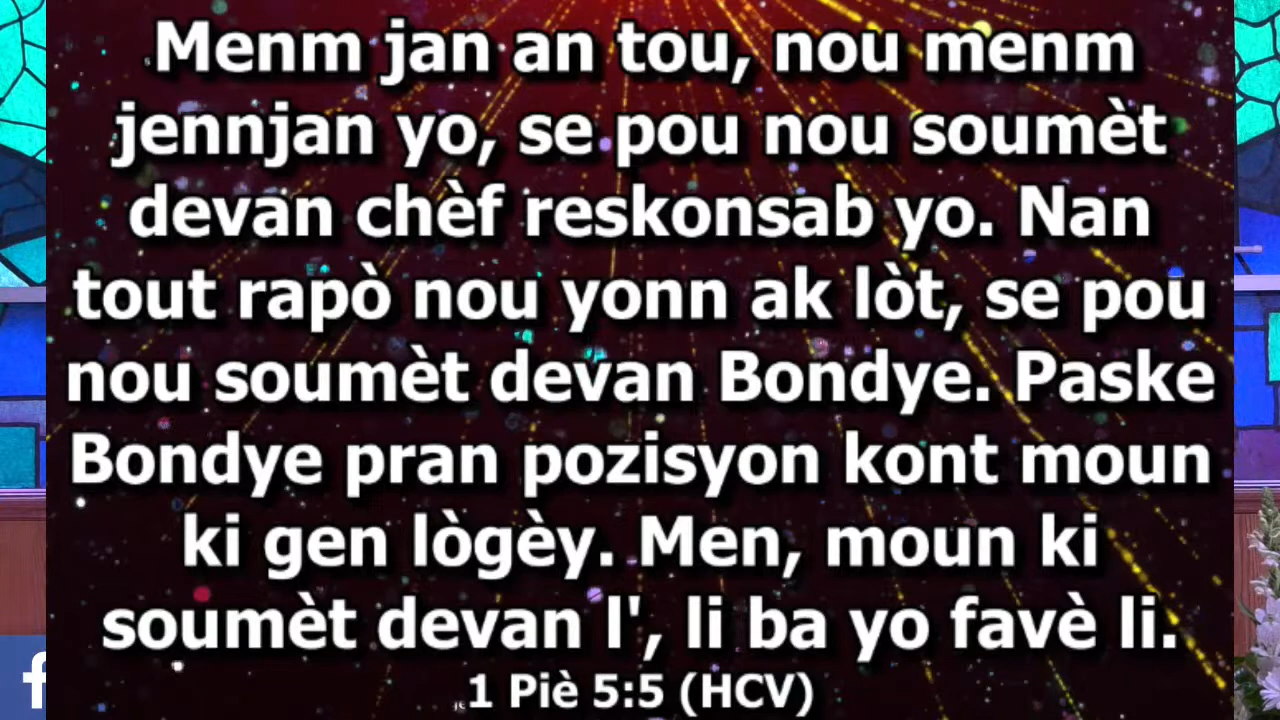 Menm jan an tou, nou menm
jennjan yo, se pou nou soumèt
devan chèf reskonsab yo. Nan
tout rapò nou yonn ak lòt, se pou
nou soumèt devan Bondye. Paske
Bondye pran pozisyon kont moun
ki gen lògèy. Men, moun ki
soumèt devan l', li ba yo favè li.
1 Piè 5:5 (HCV)